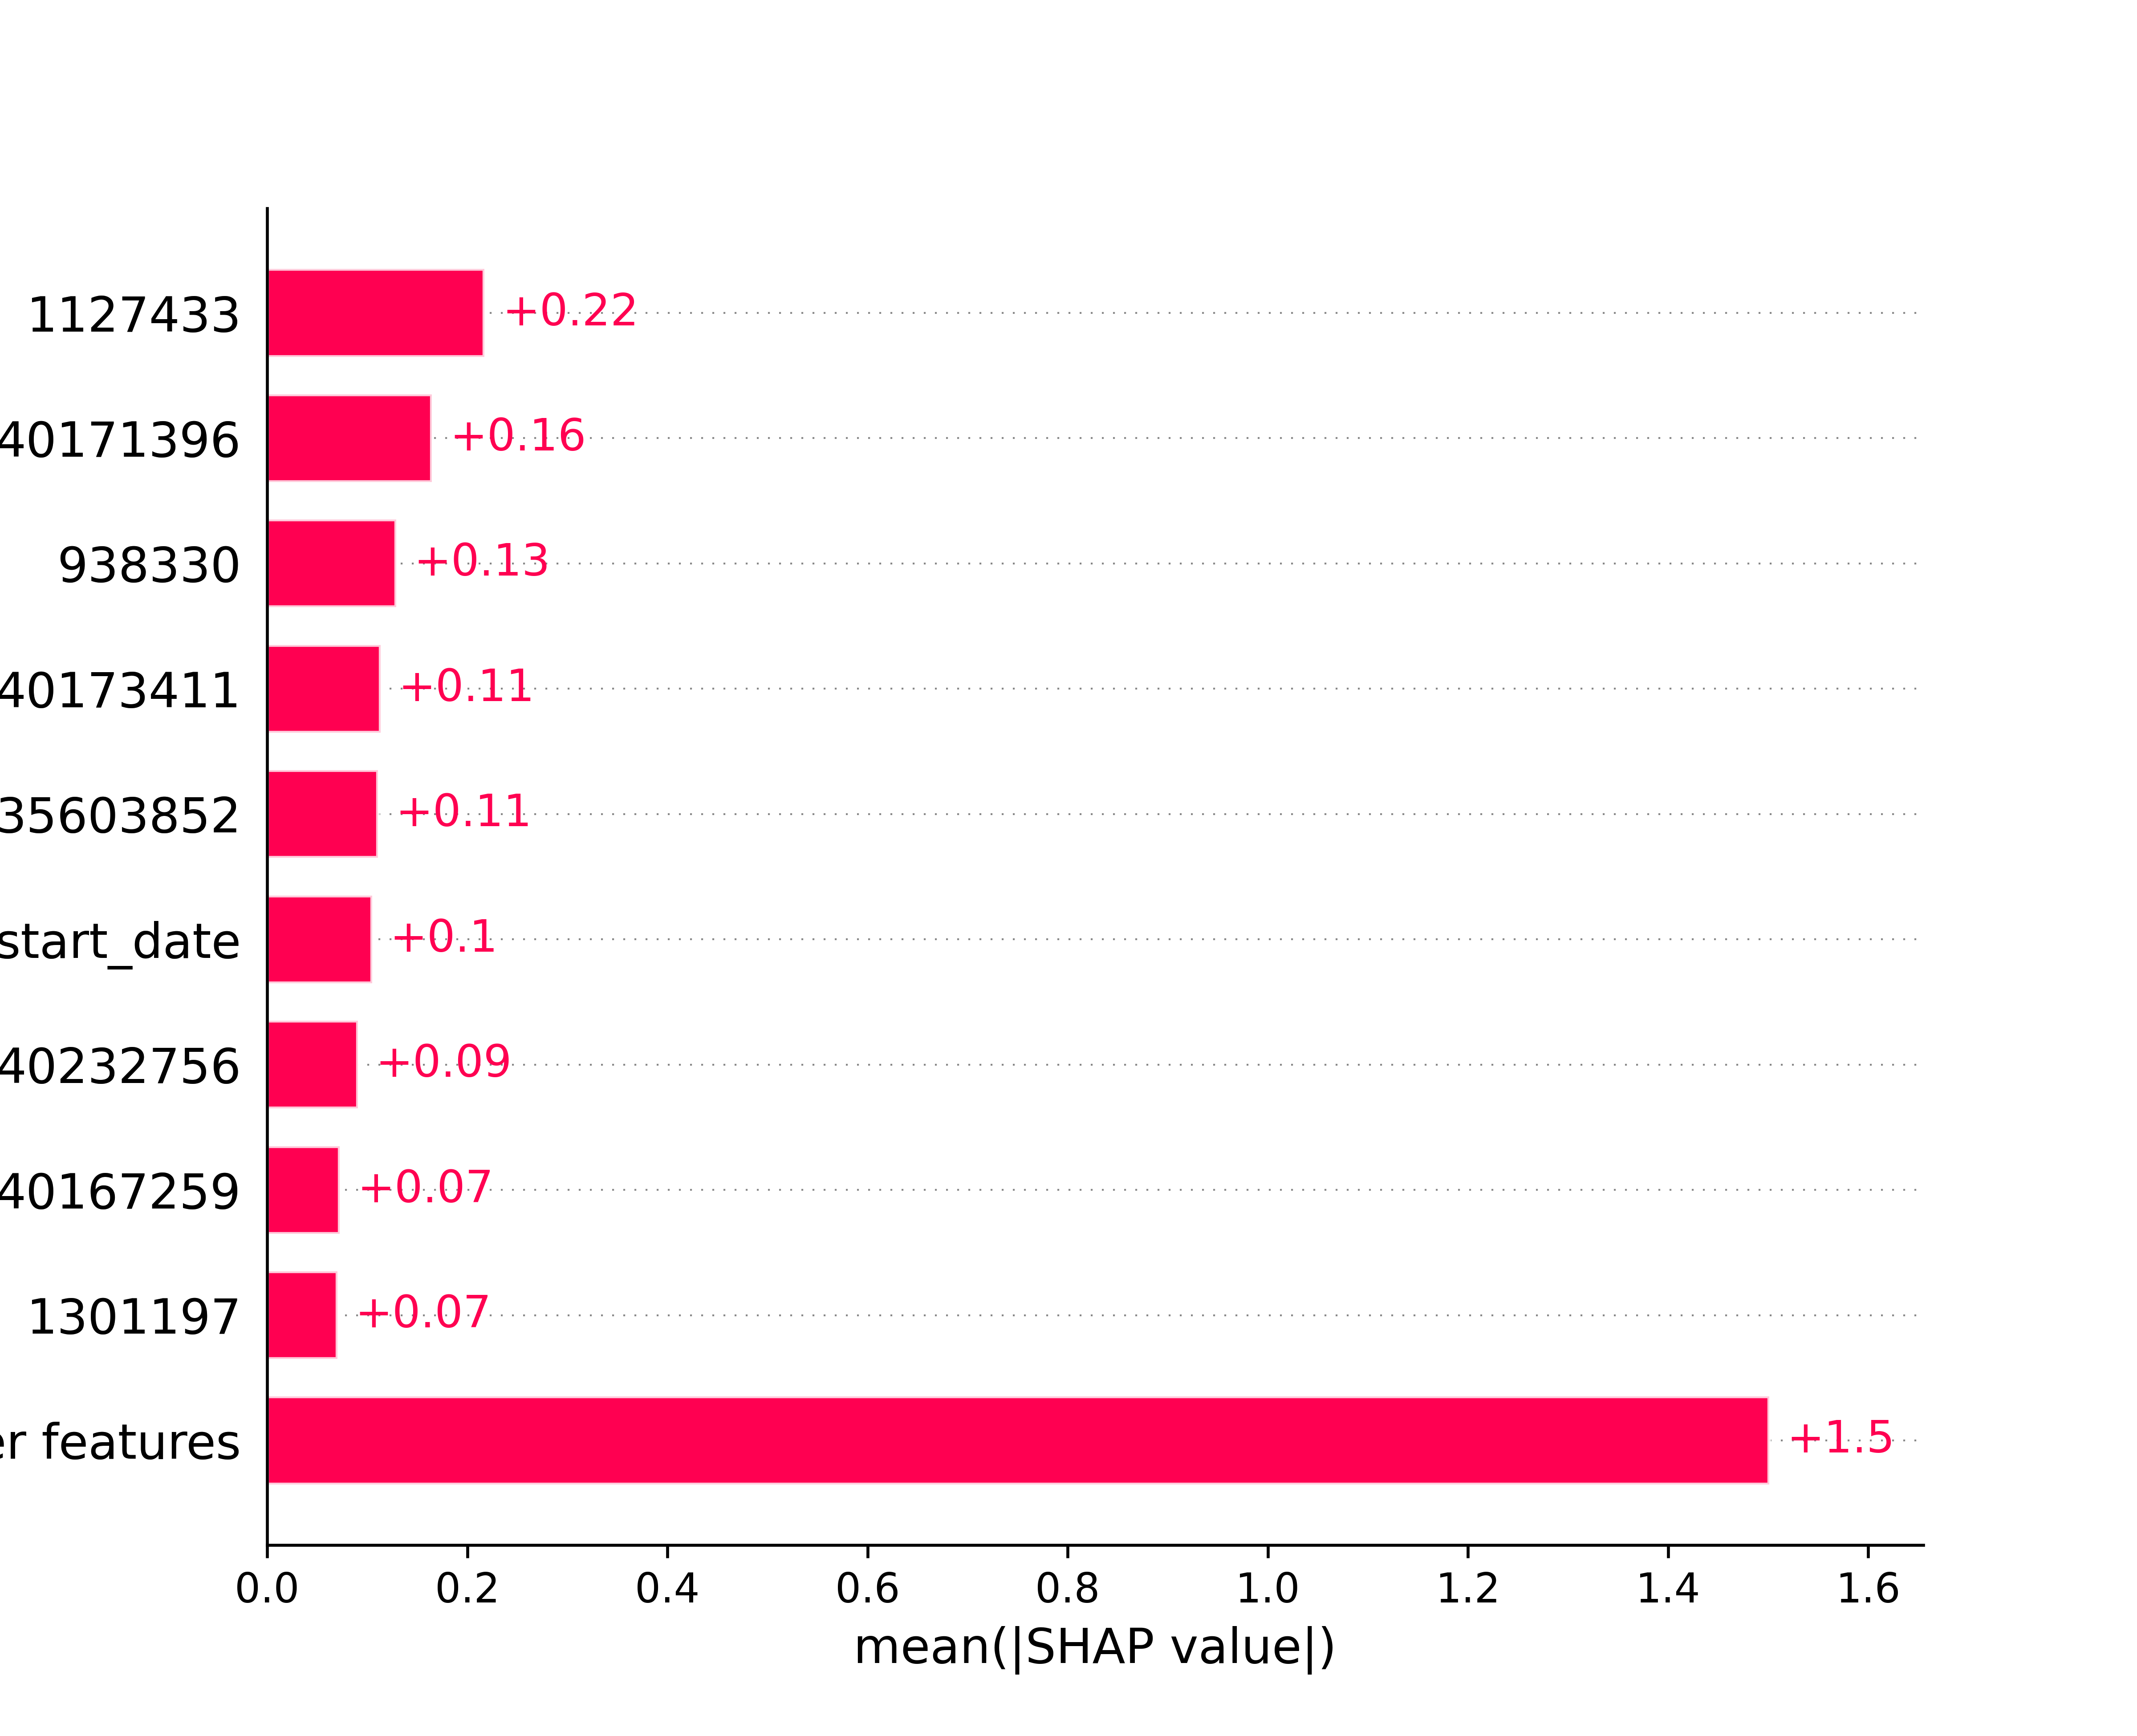 1127433 +0.22
40171396 +0.16
938330 +0.13
40173411 +0.11
35603852 +0.11
start_date +0.1
40232756 +0.09
40167259 +0.07
1301197 +0.07
features +1.5
0.0 0.2 0.4 0.6 0.8 1.0 1.2 1.4 1.6
mean(|SHAP value|)